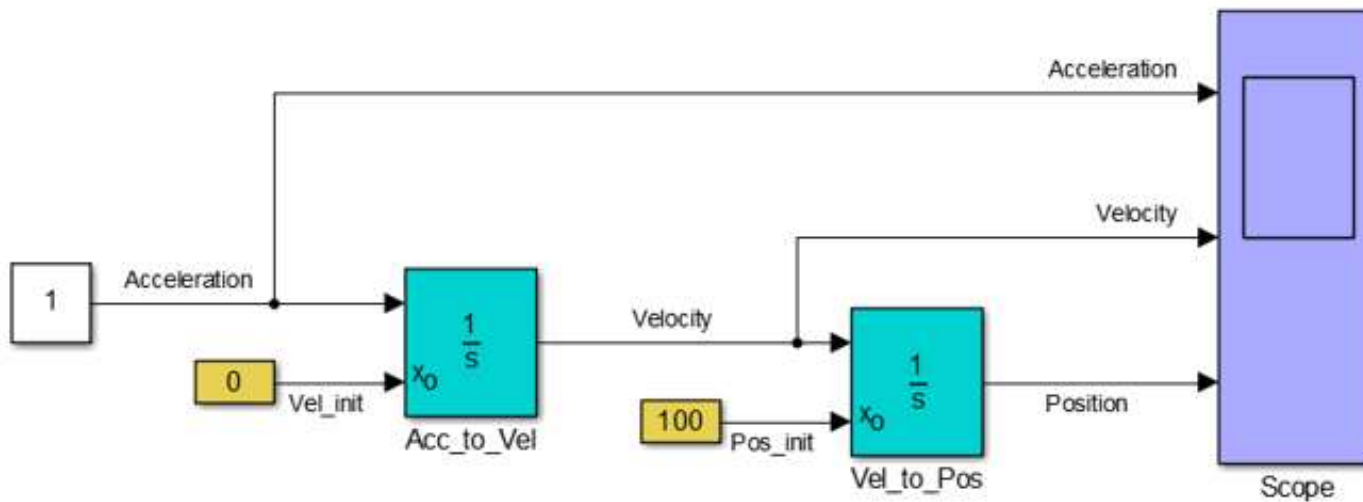 Acceleration
Velocity
1
Acceleration
1
s
x₀
Velocity
0
Vel_init
Acc_to_Vel
1
s
x₀
Position
100
Pos_init
Vel_to_Pos
Scope